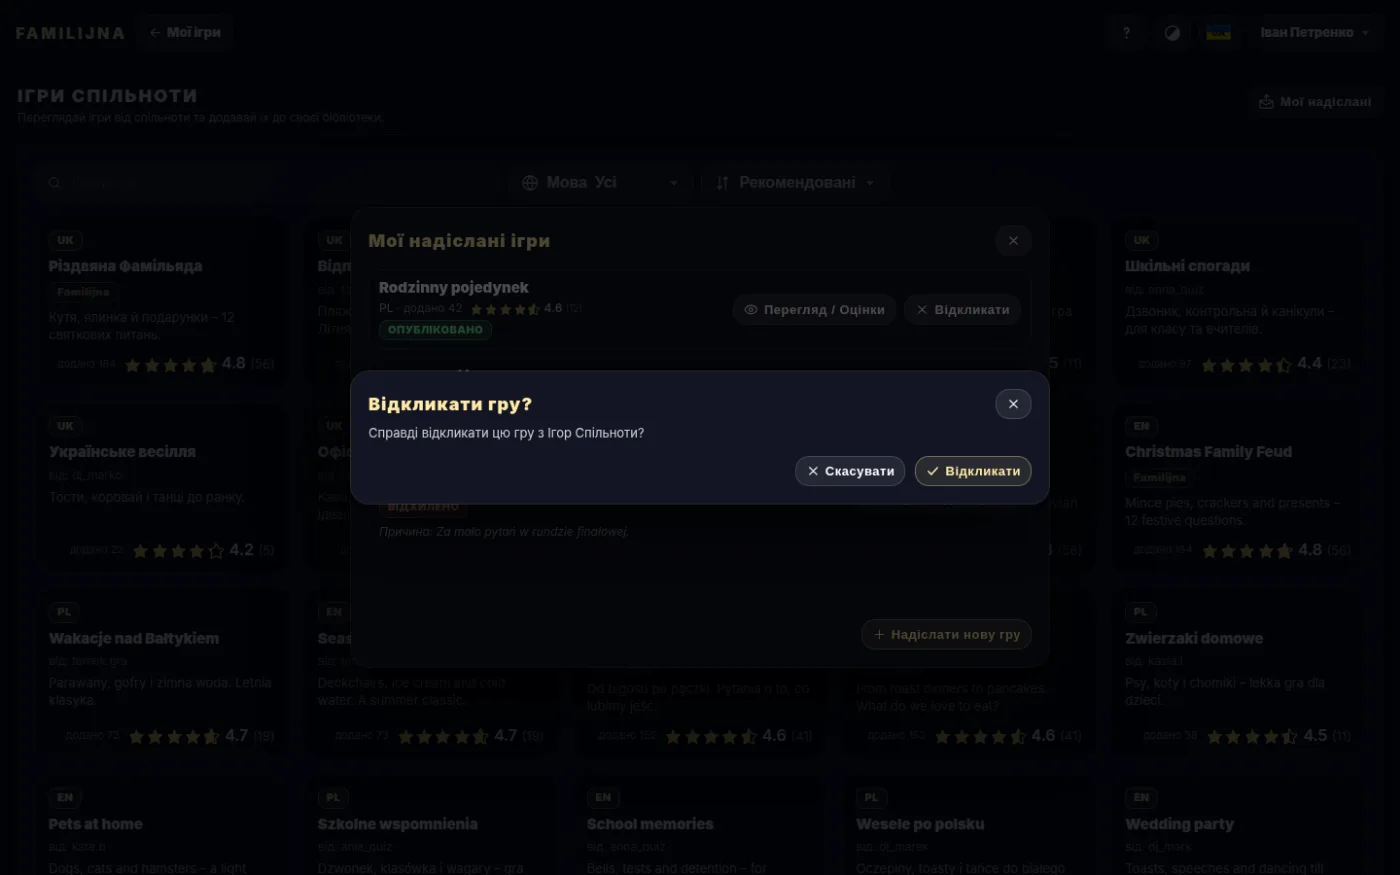 FAMILIJNA
← Мої ігри
?
Іван Петренко
ІГРИ СПІЛЬНОТИ
Переглядай ігри від спільноти та додавай їх до своєї бібліотеки.
Мої надіслані
Мова Усі
Рекомендовані
Мої надіслані ігри
Rodzinny pojedynek
PL · додано 42 4.6 (12)
ОПУБЛІКОВАНО
Перегляд / Оцінки
Відкликати
Відкликати гру?
Справді відкликати цю гру з Ігор Спільноти?
Скасувати
Відкликати
ВІДХИЛЕНО
Причина: Za mało pytań w rundzie finałowej.
Надіслати нову гру
UK
Різдвяна Фамільяда
Familijna
Кутя, ялинка й подарунки – 12
святкових питань.
додано 184 4.8 (56)
UK
UK
Шкільні спогади
від: anna_quiz
Дзвоник, контрольна й канікули –
для класу та вчителів.
додано 97 4.4 (23)
UK
Українське весілля
від: dj_marko
Тости, коровай і танці до ранку.
4.2 (5)
UK
EN
Christmas Family Feud
Familijna
Mince pies, crackers and presents –
12 festive questions.
додано 184 4.8 (56)
PL
Wakacje nad Bałtykiem
від: tomek.gra
Parawany, gofry i zimna woda. Letnia
klasyka.
додано 73 4.7 (19)
EN
Deckchairs, ice cream and cold
water. A summer classic.
додано 73 4.7 (19)
Od bigosu po pączki. Pytania o to, co
lubimy jeść.
додано 152 4.6 (41)
From roast dinners to pancakes.
What do we love to eat?
додано 152 4.6 (41)
PL
Zwierzaki domowe
від: kasia.t
Psy, koty i chomiki – lekka gra dla
dzieci.
додано 38 4.5 (11)
EN
Pets at home
від: kate.b
Dogs, cats and hamsters – a light
PL
Szkolne wspomnienia
від: ania_quiz
Dzwonek, klasówka i wagary – gra
EN
School memories
від: anna_quiz
Bells, tests and detention – for
PL
Wesele po polsku
від: dj_marek
Oczepiny, toasty i tańce do białego
EN
Wedding party
від: dj_mark
Toasts, speeches and dancing till